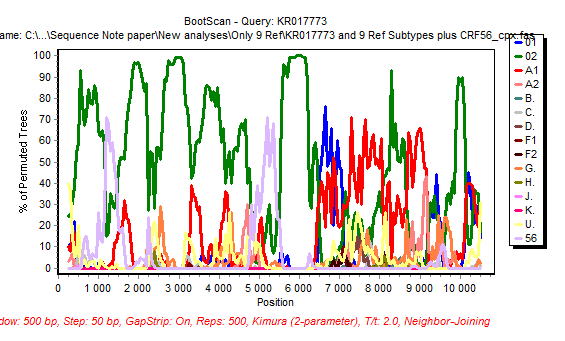 BootScan - Query: KR017773
ame: C:\...\Sequence Note paper\New analyses\Only 9 Ref\KR017773 and 9 Ref Subtypes plus CRF56_cpx.fas
% of Permuted Trees
100
90
80
70
60
50
40
30
20
10
0
0 1 000 2 000 3 000 4 000 5 000 6 000 7 000 8 000 9 000 10 000
Position
01
02
A1
A2
B.
C.
D.
F1
F2
G.
H.
J.
K.
U.
56
dow: 500 bp, Step: 50 bp, GapStrip: On, Reps: 500, Kimura (2-parameter), T/t: 2.0, Neighbor-Joining